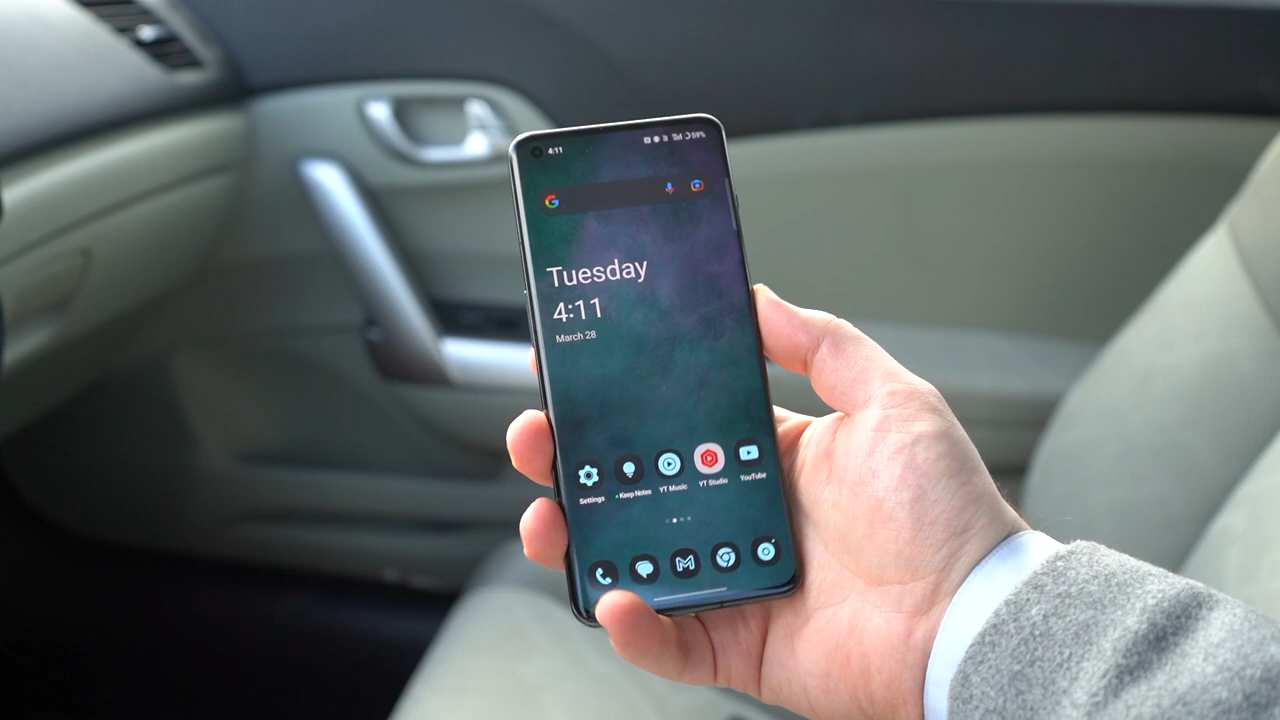 4:11
59%
G
Tuesday
4:11
March 28
Settings
Keep Notes
YT Music
YT Studio
YouTube